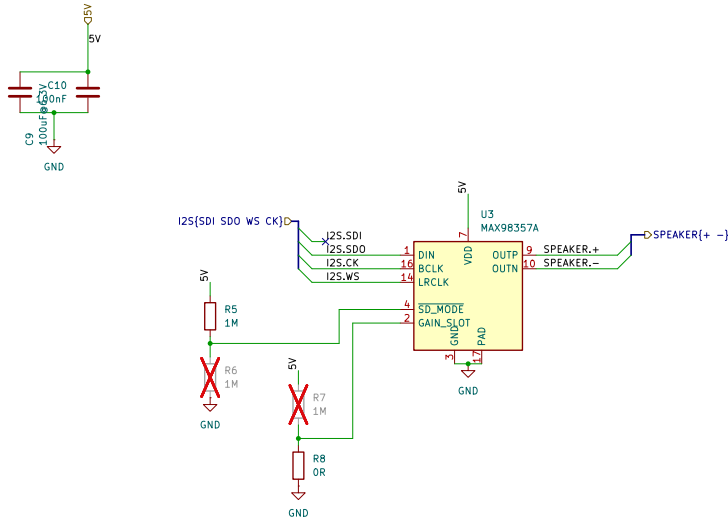 5V
5V
C10
100nF
C9
100uF@6.3V
GND
5V
U3
MAX98357A
I2S{SDI SDO WS CK}
I2S.SDI
I2S.SDO
I2S.CK
I2S.WS
1 DIN
16 BCLK
14 LRCLK
4 SD_MODE
2 GAIN_SLOT
7 VDD
OUTP 9
OUTN 10
GND 3
PAD 17
SPEAKER.+
SPEAKER.-
SPEAKER{+ -}
GND
5V
R5
1M
R6
1M
GND
5V
R7
1M
R8
0R
GND